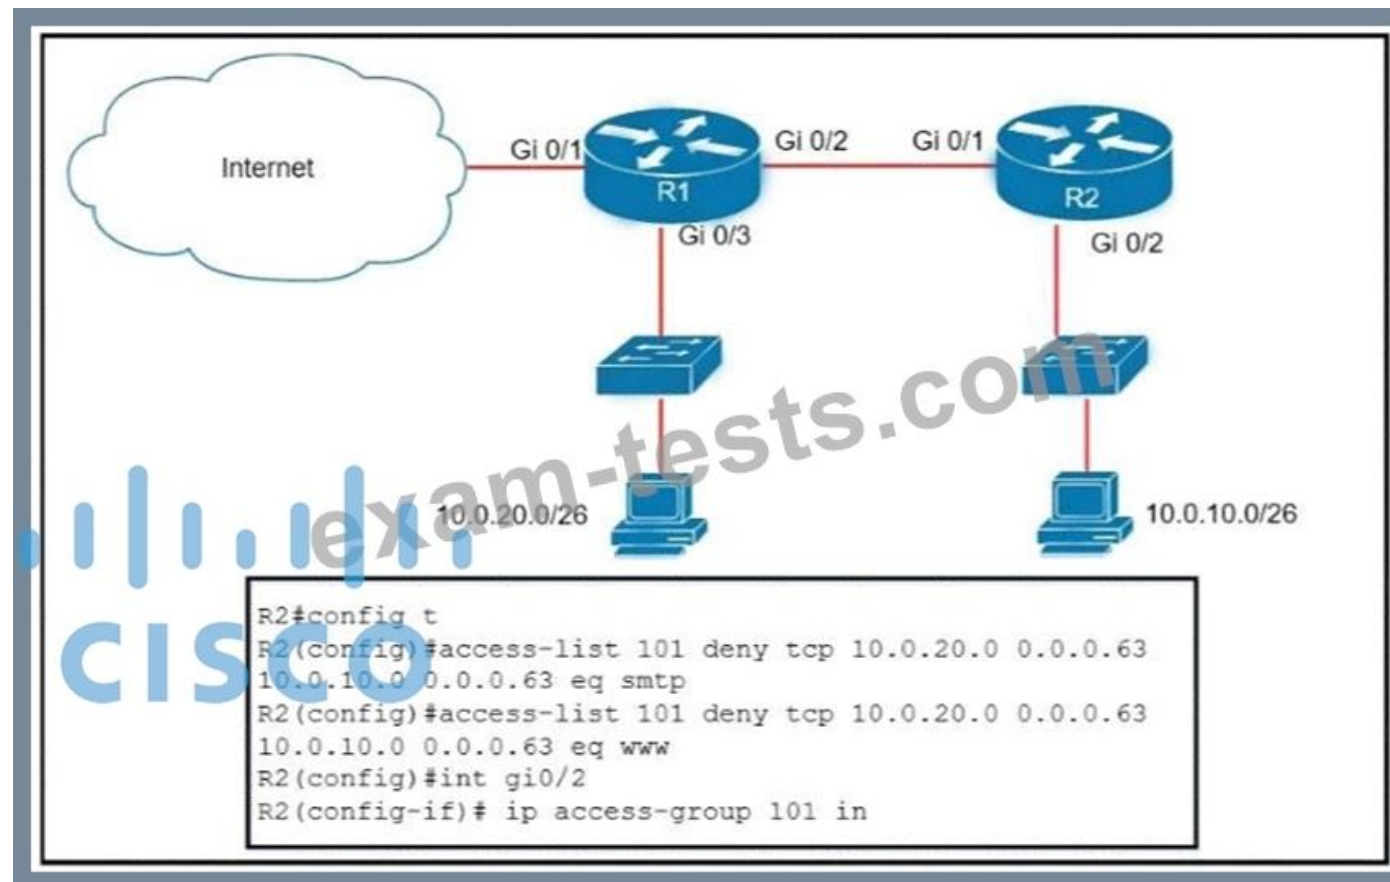 Internet
Gi 0/1
R1
Gi 0/2
Gi 0/1
R2
Gi 0/3
Gi 0/2
exam-tests.com
10.0.20.0/26
10.0.10.0/26
CISCO
R2#config t
R2(config)#access-list 101 deny tcp 10.0.20.0 0.0.0.63
10.0.10.0 0.0.0.63 eq smtp
R2(config)#access-list 101 deny tcp 10.0.20.0 0.0.0.63
10.0.10.0 0.0.0.63 eq www
R2(config)#int gi0/2
R2(config-if)# ip access-group 101 in